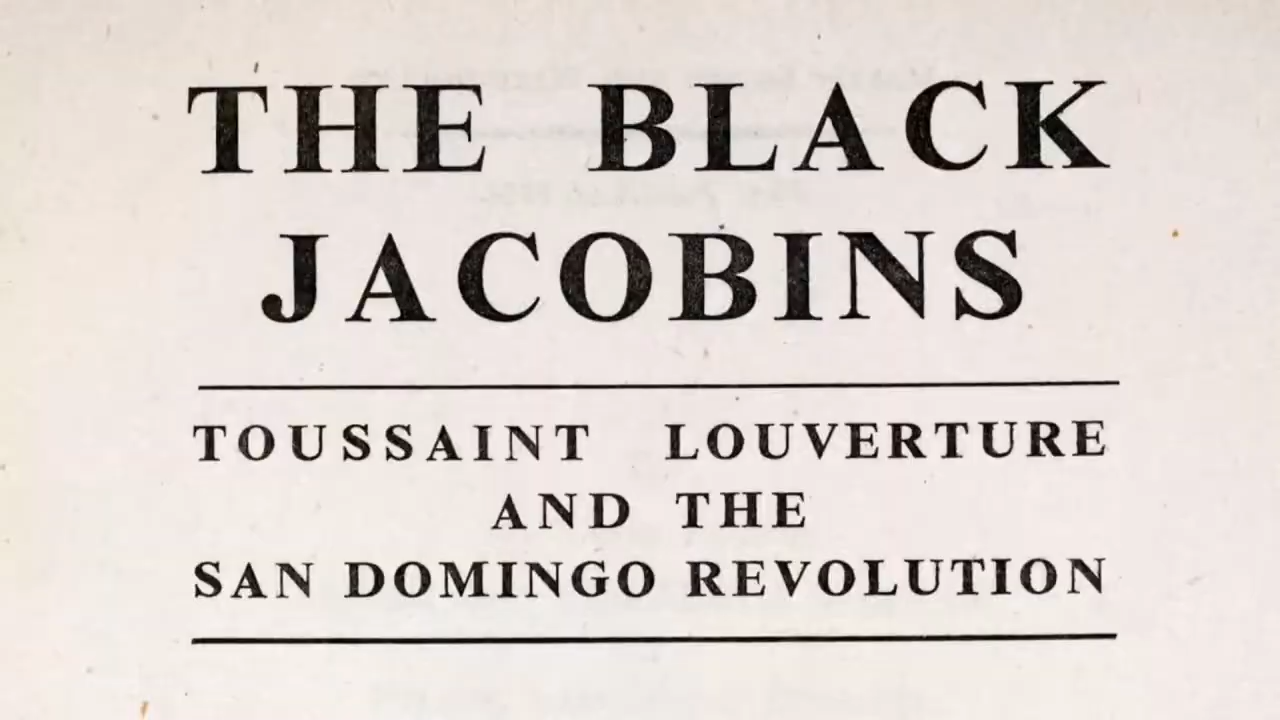 THE BLACK
JACOBINS
TOUSSAINT LOUVERTURE
AND THE
SAN DOMINGO REVOLUTION